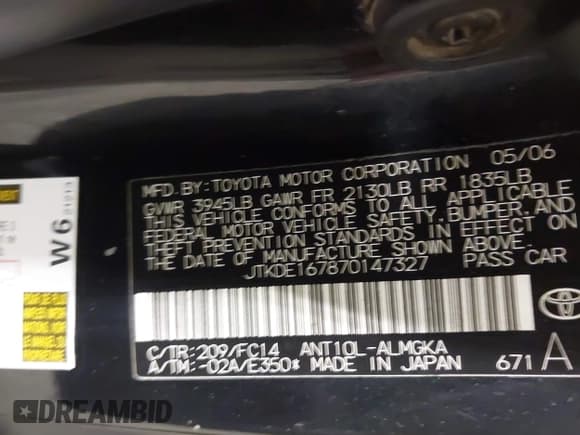 MFD.BY:TOYOTA MOTOR CORPORATION 05/06
GVWR 3945LB GAWR FR 2130LB RR 1835LB
THIS VEHICLE CONFORMS TO ALL APPLICABLE
FEDERAL MOTOR VEHICLE SAFETY, BUMPER, AND
THEFT PREVENTION STANDARDS IN EFFECT ON
THE DATE OF MANUFACTURE SHOWN ABOVE.
JTKDE167870147327 PASS CAR
C/TR:209/FC14 ANT10L-ALMGKA
A/TM:-02A/E350* MADE IN JAPAN 671 A
W6
DREAMBID